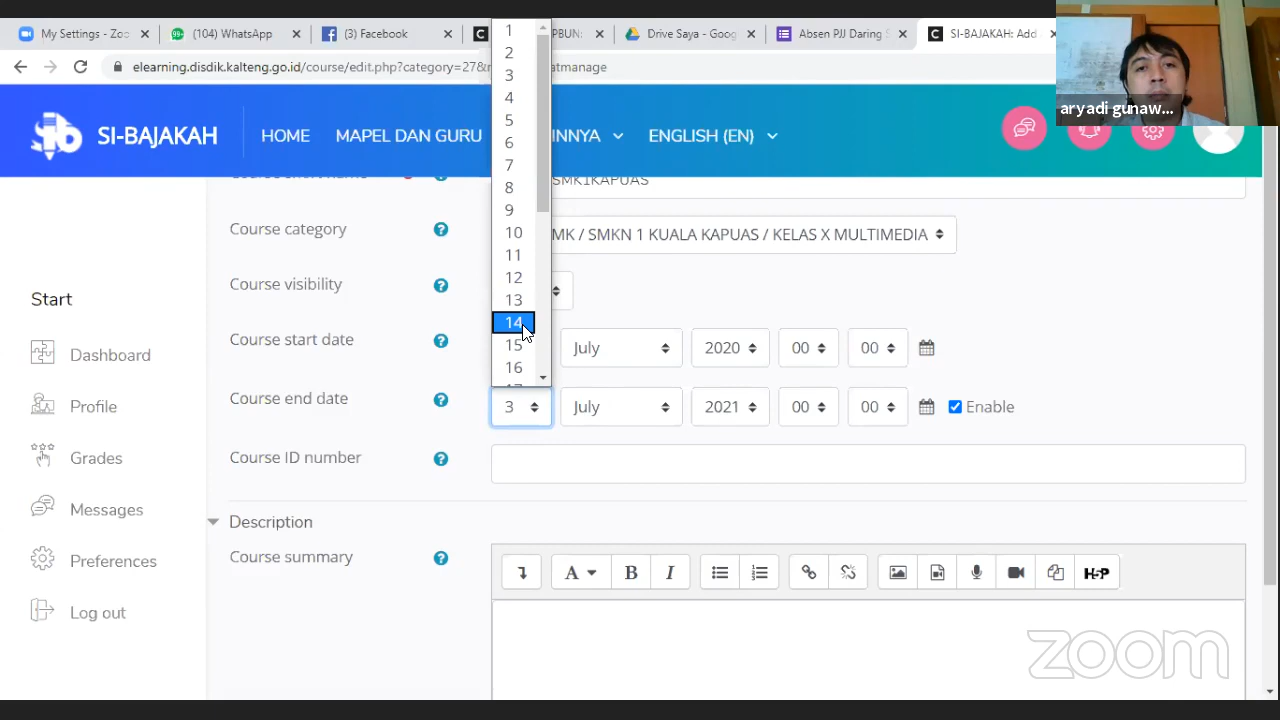 My Settings - Zoo
(104) WhatsApp
(3) Facebook
PBUN:
Drive Saya - Goog
Absen PJJ Daring S
SI-BAJAKAH: Add
elearning.disdik.kalteng.go.id/course/edit.php?category=27&
atmanage
aryadi gunaw...
SI-BAJAKAH
HOME
MAPEL DAN GURU
INNYA
ENGLISH (EN)
Course short name
SMK1KAPUAS
Course category
MK / SMKN 1 KUALA KAPUAS / KELAS X MULTIMEDIA
Course visibility
Start
Course start date
July
2020
00
00
Dashboard
Course end date
3
July
2021
00
00
Enable
Profile
Grades
Course ID number
Messages
Description
Preferences
Course summary
A
B
I
H-P
Log out
1
2
3
4
5
6
7
8
9
10
11
12
13
14
15
16
17
zoom